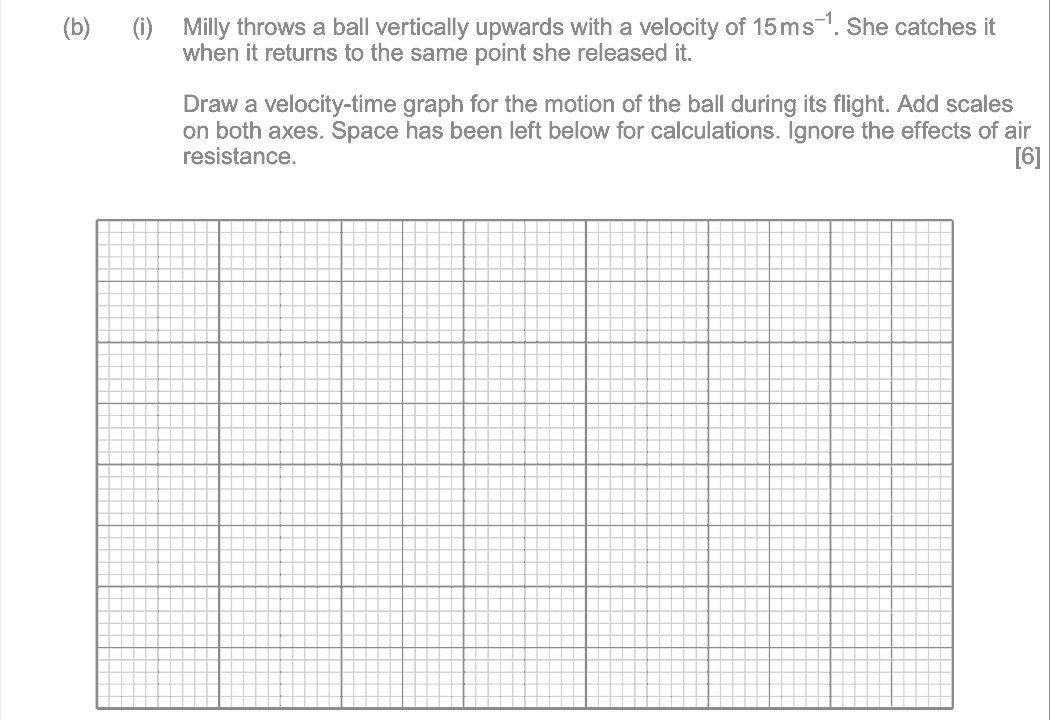 (b) (i) Milly throws a ball vertically upwards with a velocity of 15 m s⁻¹. She catches it
when it returns to the same point she released it.
Draw a velocity-time graph for the motion of the ball during its flight. Add scales
on both axes. Space has been left below for calculations. Ignore the effects of air
resistance. [6]